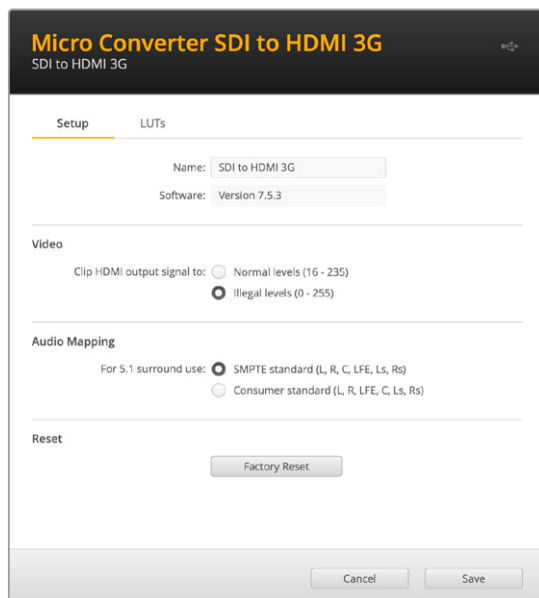 Micro Converter SDI to HDMI 3G
SDI to HDMI 3G
Setup LUTs
Name: SDI to HDMI 3G
Software: Version 7.5.3
Video
Clip HDMI output signal to: Normal levels (16 - 235)
Illegal levels (0 - 255)
Audio Mapping
For 5.1 surround use: SMPTE standard (L, R, C, LFE, Ls, Rs)
Consumer standard (L, R, LFE, C, Ls, Rs)
Reset
Factory Reset
Cancel Save